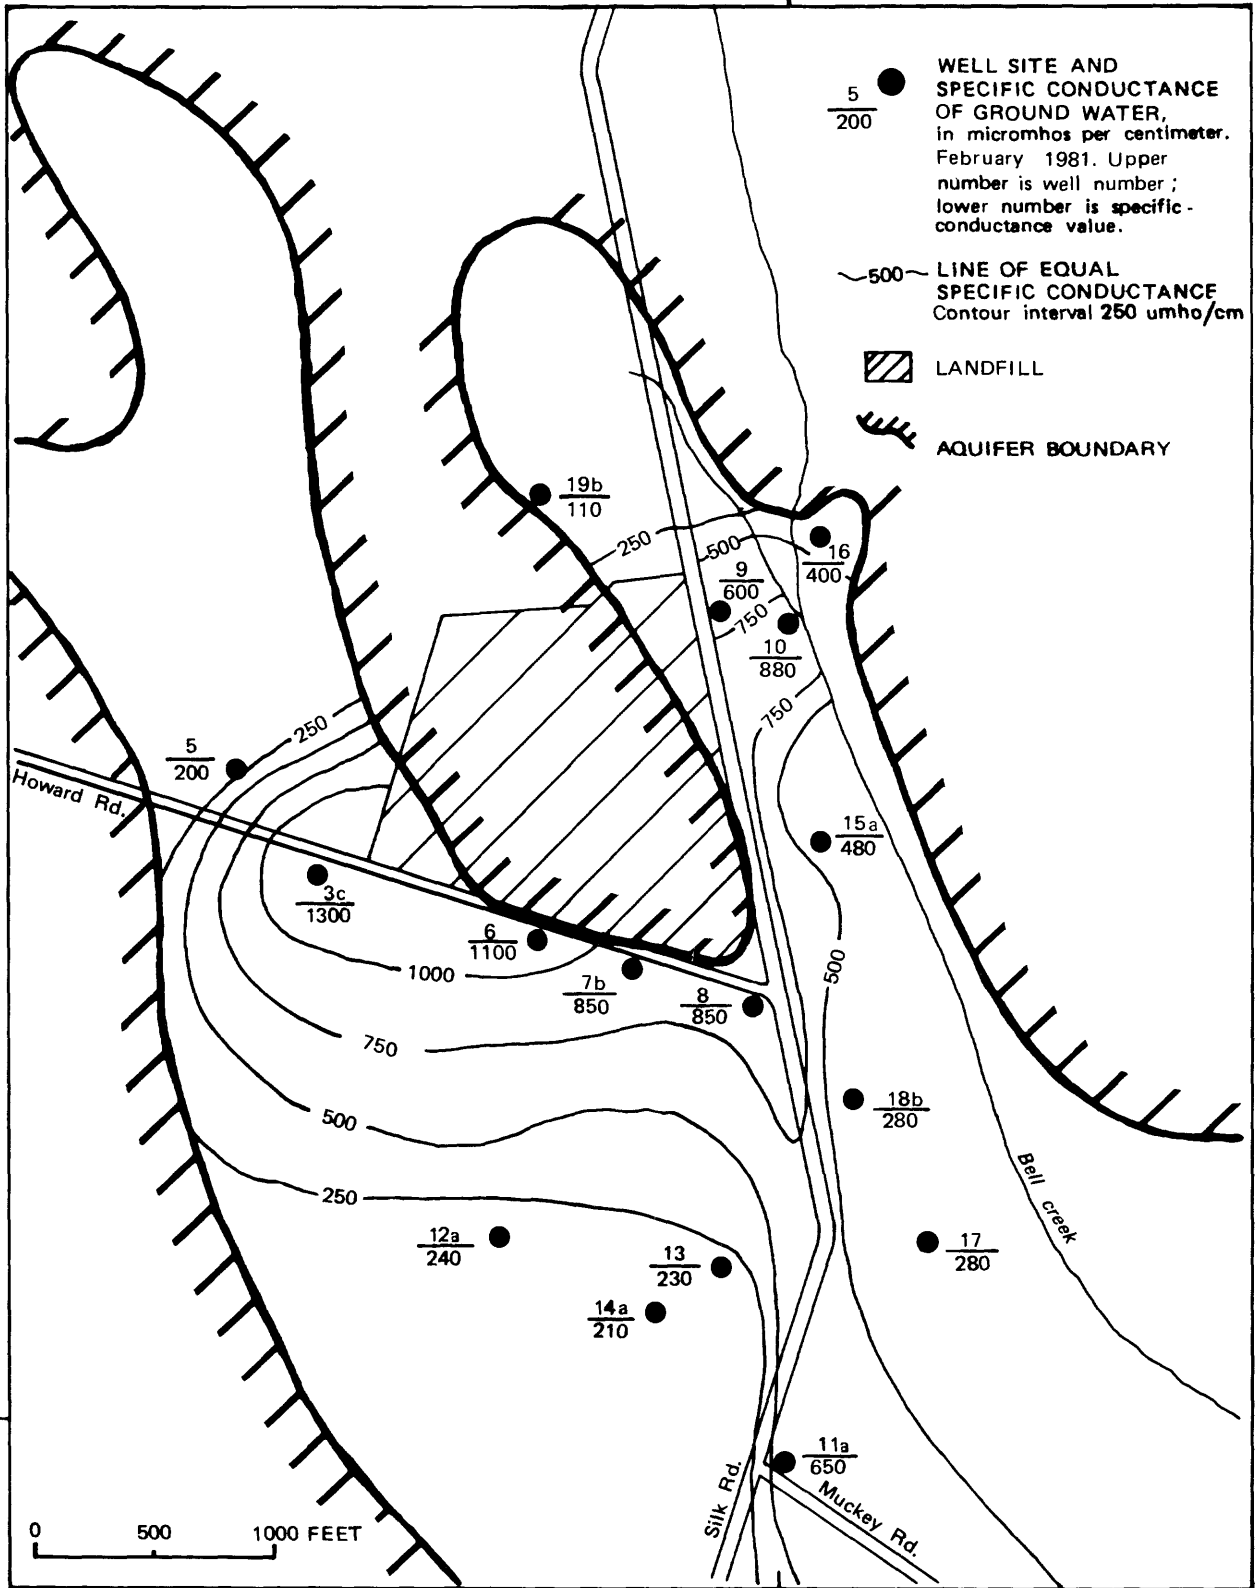 WELL SITE AND
SPECIFIC CONDUCTANCE
OF GROUND WATER,
in micromhos per centimeter.
February 1981. Upper
number is well number ;
lower number is specific-
conductance value.
5
200
500
LINE OF EQUAL
SPECIFIC CONDUCTANCE
Contour interval 250 umho/cm
LANDFILL
AQUIFER BOUNDARY
19b
110
250
500
16
400
9
600
750
10
880
750
250
5
200
Howard Rd.
15a
480
3c
1300
6
1100
1000
7b
850
8
850
500
750
500
18b
280
Bell creek
250
12a
240
13
230
17
280
14a
210
11a
650
Silk Rd.
Muckey Rd.
0 500 1000 FEET